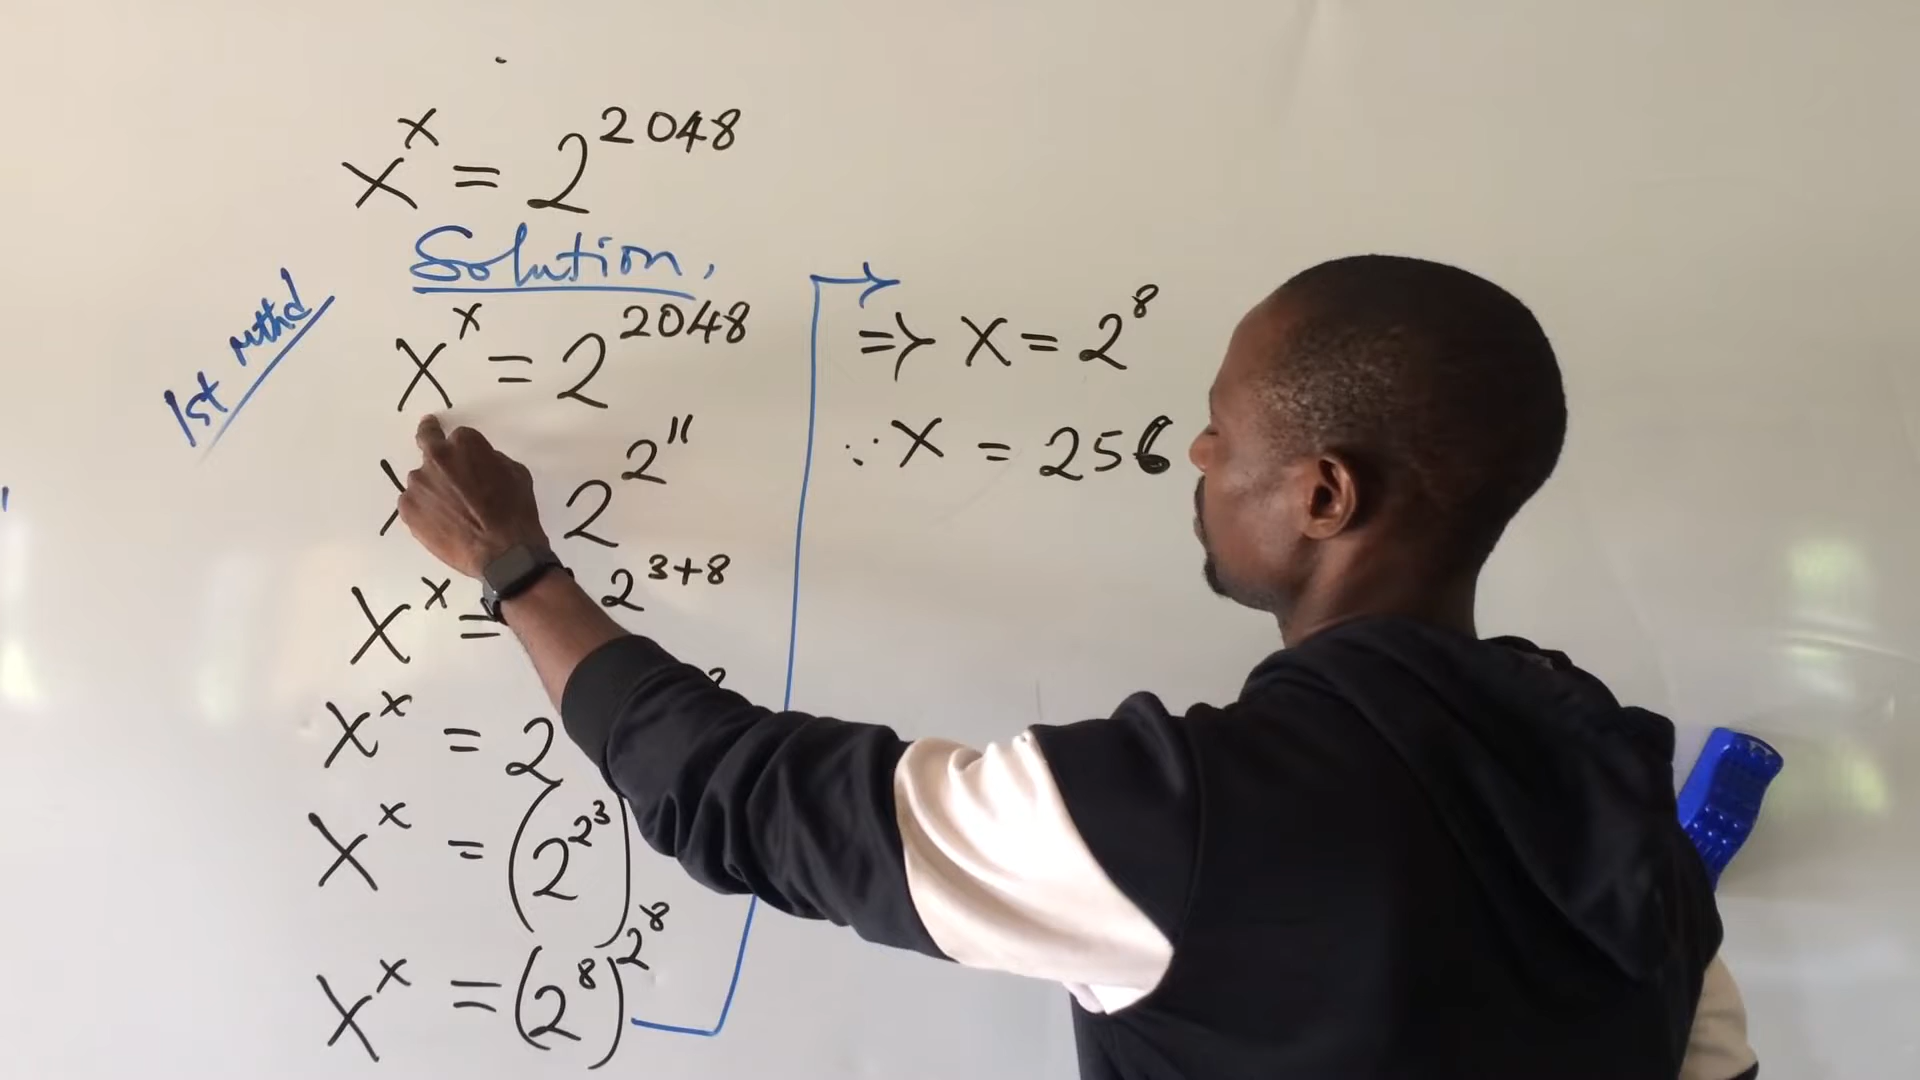 x^x = 2^2048
Solution,
1st mthd
x^x = 2^2048
2^2^11
x^x = 2^3+8
x^x = 2
x^x = (2^2^3)
x^x = (2^8)^2^8
⇒ x = 2^8
∵ x = 256